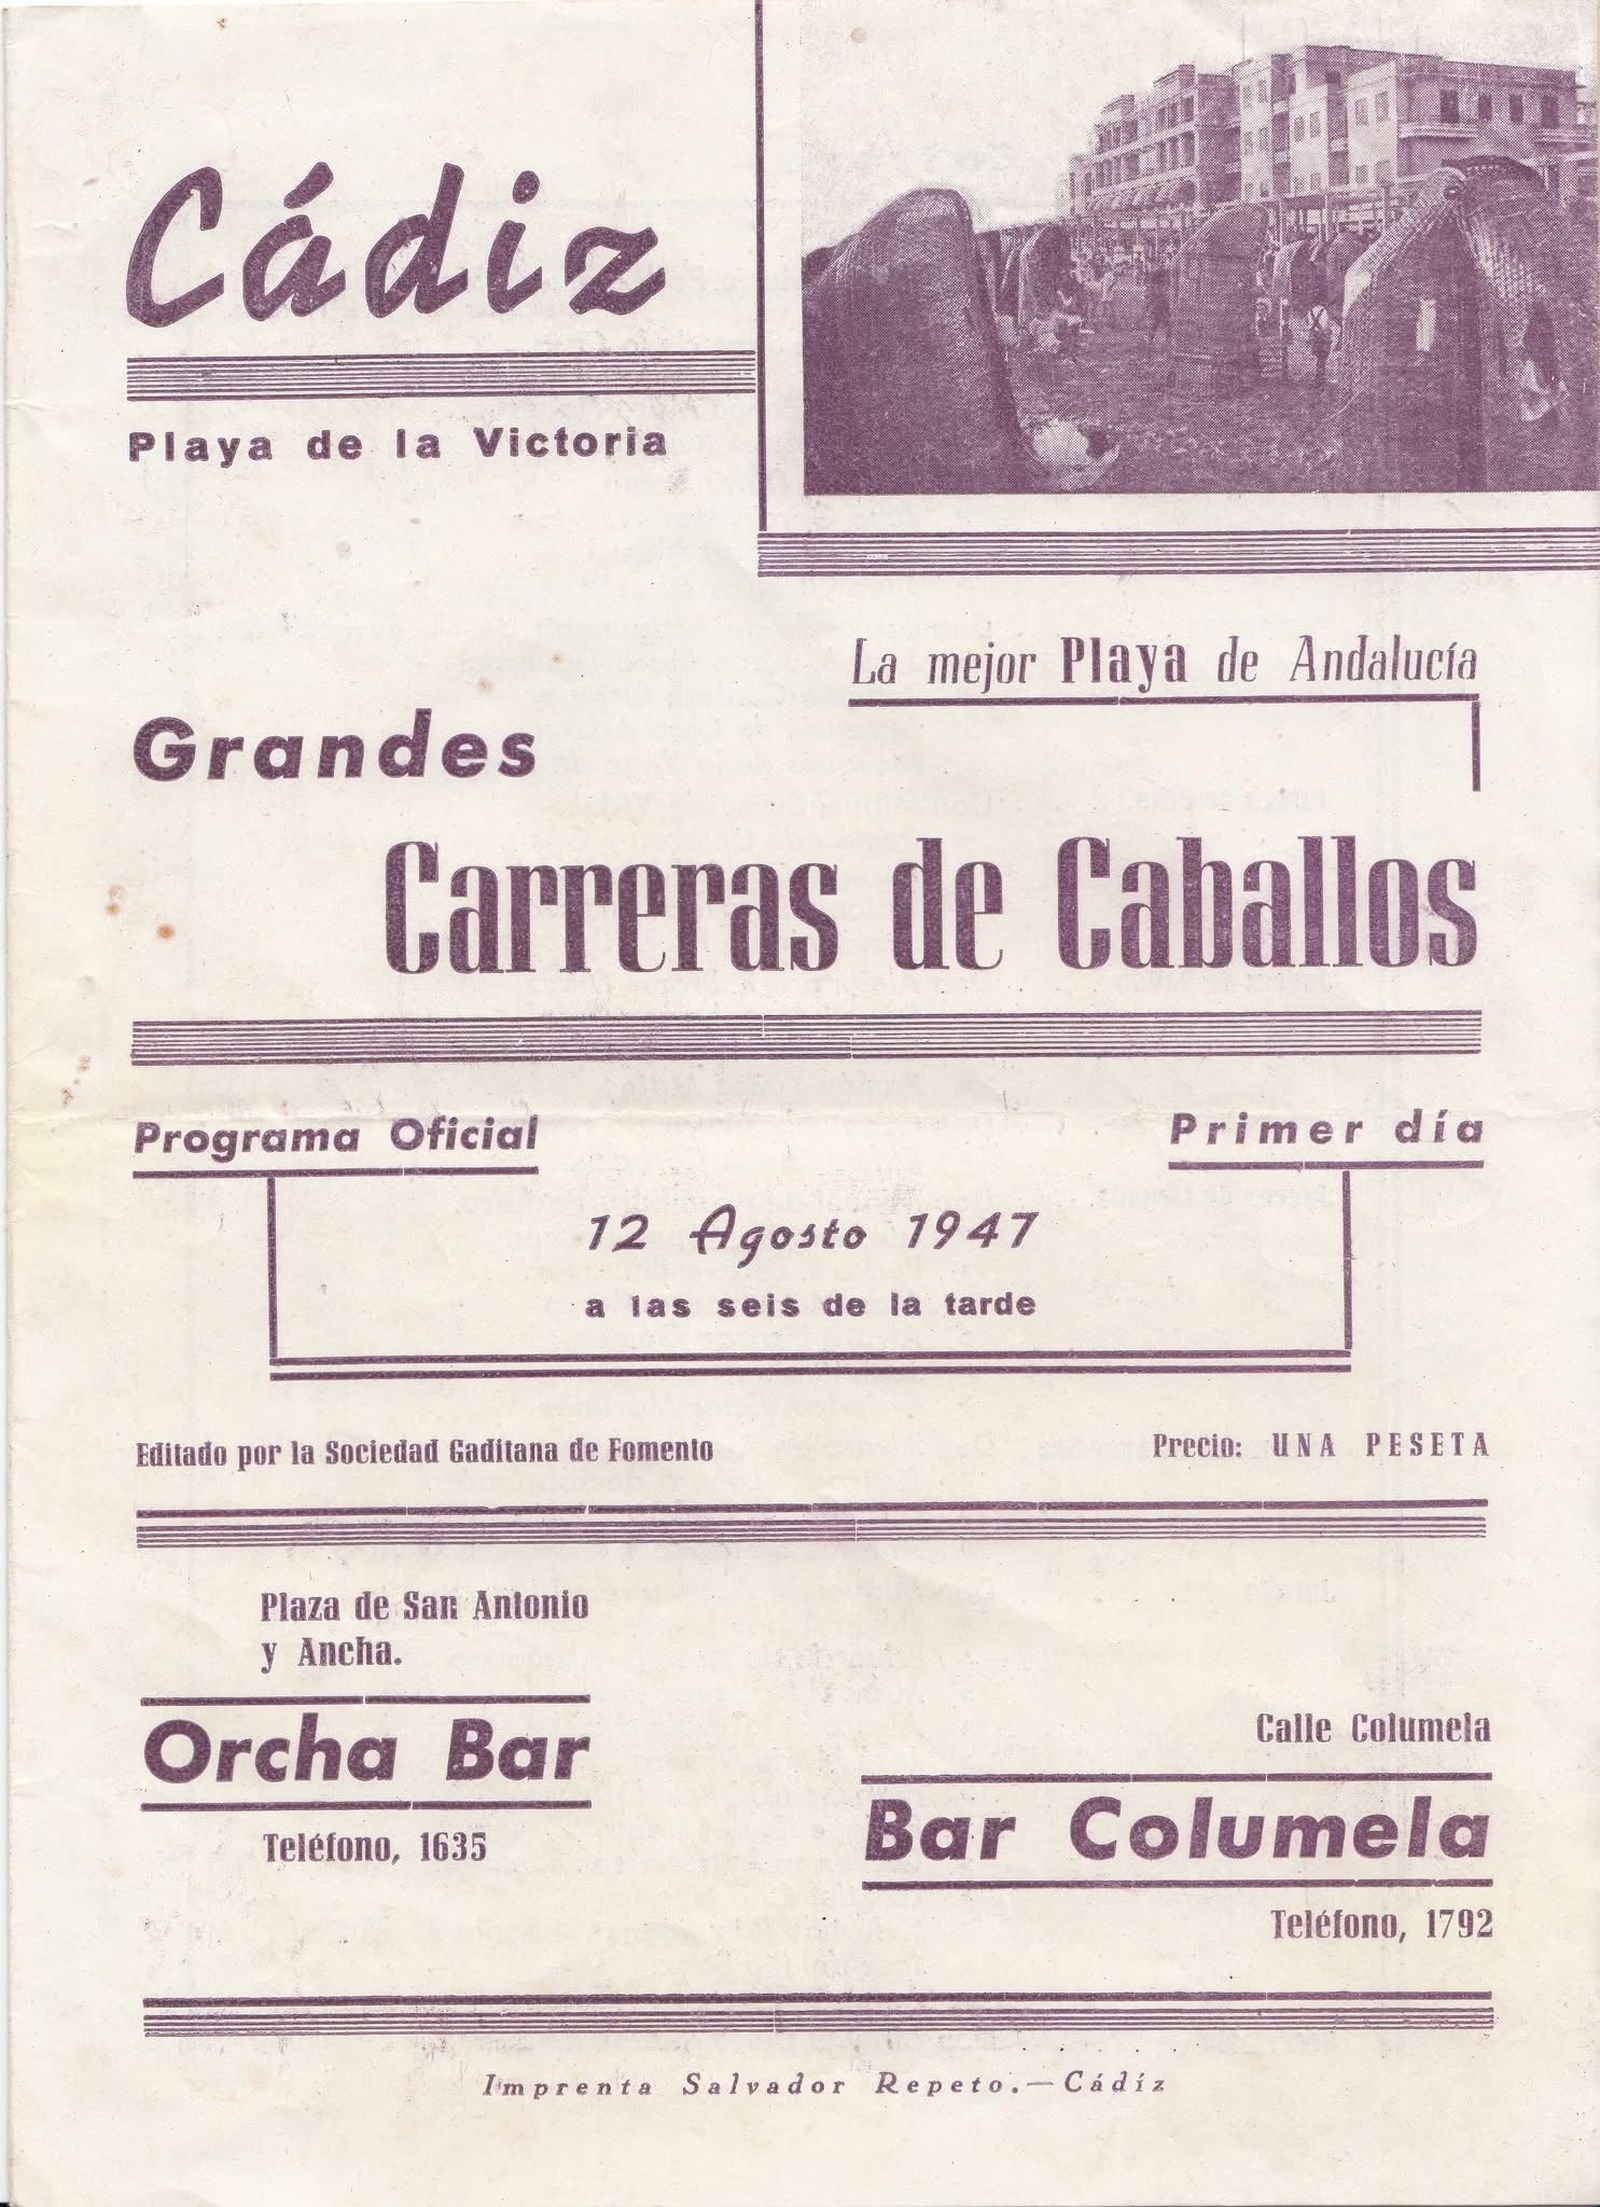 Cádiz
Playa de la Victoria
La mejor Playa de Andalucía
Grandes
Carreras de Caballos
Programa Oficial
Primer día
12 Agosto 1947
a las seis de la tarde
Editado por la Sociedad Gaditana de Fomento
Precio: UNA PESETA
Plaza de San Antonio
y Ancha.
Orcha Bar
Teléfono, 1635
Calle Columela
Bar Columela
Teléfono, 1792
Imprenta Salvador Repeto.—Cádiz